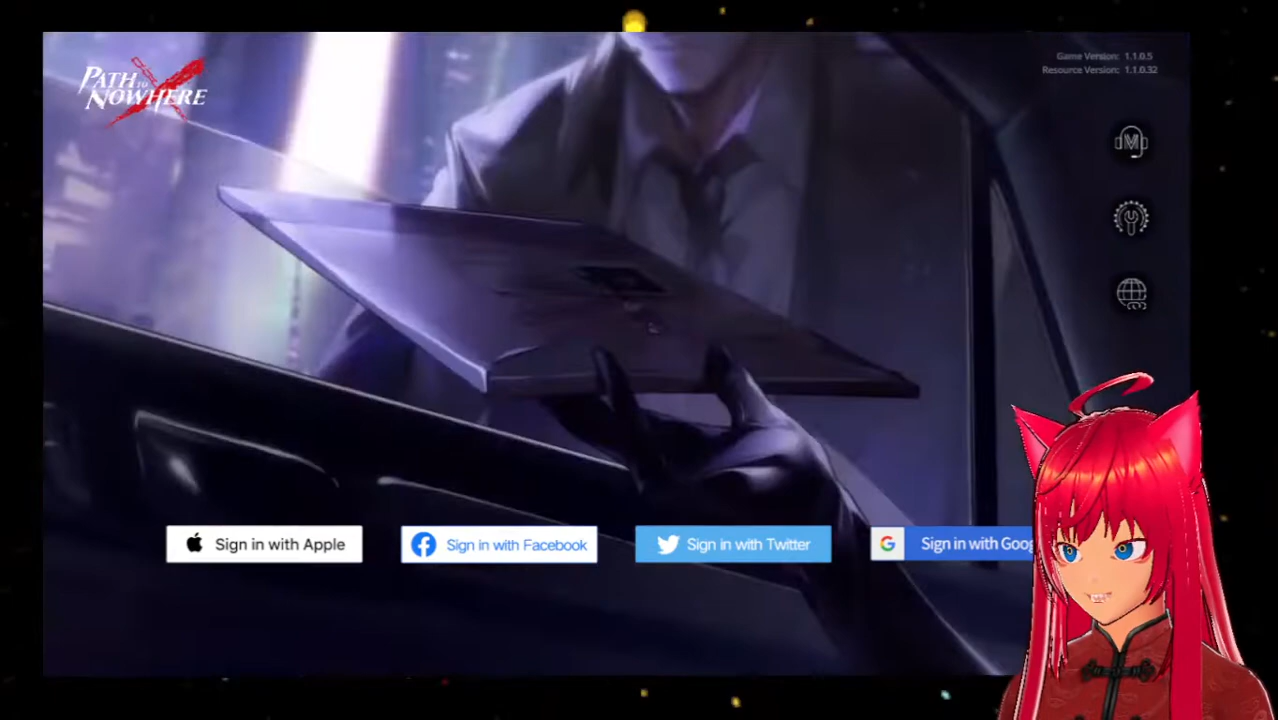 PATH TO
NOWHERE
Game Version: 1.1.0.5
Resource Version: 1.1.0.32
Sign in with Apple
Sign in with Facebook
Sign in with Twitter
G Sign in with Goog